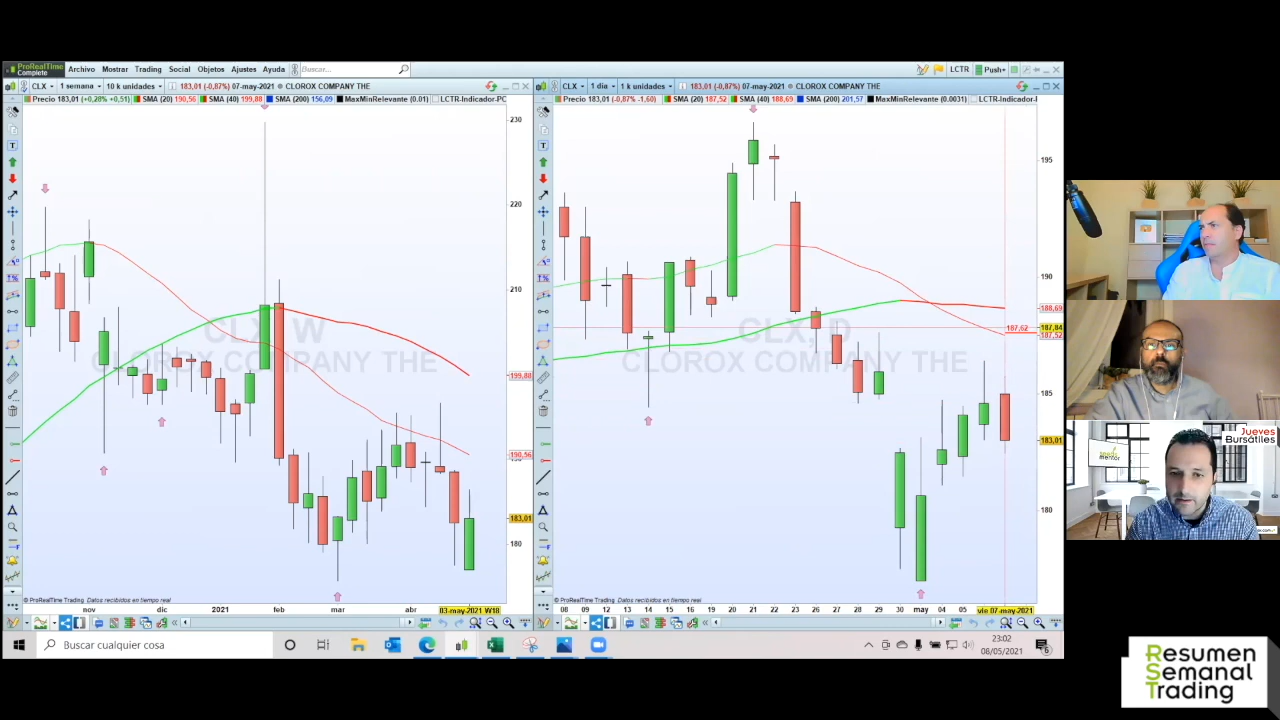 ProRealTime
Complete
Archivo Mostrar Trading Social Objetos Ajustes Ayuda
Buscar...
LCTR
Push+
CLX 1 semana 10 k unidades 183,01 (-0,87%) 07-may-2021 CLOROX COMPANY THE
CLX 1 día 1 k unidades 183,01 (-0,87%) 07-may-2021 CLOROX COMPANY THE
Precio 183,01 (+0,28% +0,51) SMA (20) 190,56 SMA (40) 199,88 SMA (200) 156,09 MaxMinRelevante (0.01) LCTR-Indicador-PC
Precio 183,01 (-0,87% -1,60) SMA (20) 187,52 SMA (40) 188,69 SMA (200) 201,57 MaxMinRelevante (0.0031) LCTR-Indicador-F
230
220
210
199,88
190,56
183,01
180
CLX, W
CLOROX COMPANY THE
195
190
188,69
187,62
187,84
187,52
185
183,01
180
CLX, D
CLOROX COMPANY THE
© ProRealTime Trading Datos recibidos en tiempo real
© ProRealTime Trading Datos recibidos en tiempo real
nov dic 2021 feb mar abr 03-may-2021 W18
08 09 12 13 14 15 16 19 20 21 22 23 26 27 28 29 30 may 04 05 vie 07-may-2021
Buscar cualquier cosa
23:02
08/05/2021
6
Jueves
Bursátiles
mentor
Resumen
Semanal
Trading